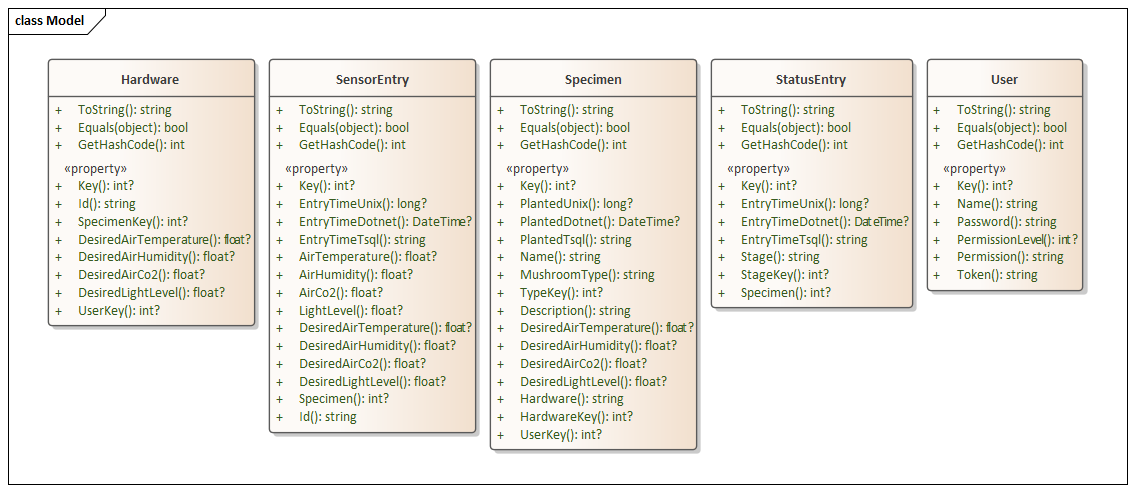 class Model
Hardware
+ ToString(): string
+ Equals(object): bool
+ GetHashCode(): int
«property»
+ Key(): int?
+ Id(): string
+ SpecimenKey(): int?
+ DesiredAirTemperature(): float?
+ DesiredAirHumidity(): float?
+ DesiredAirCo2(): float?
+ DesiredLightLevel(): float?
+ UserKey(): int?
SensorEntry
+ ToString(): string
+ Equals(object): bool
+ GetHashCode(): int
«property»
+ Key(): int?
+ EntryTimeUnix(): long?
+ EntryTimeDotnet(): DateTime?
+ EntryTimeTsql(): string
+ AirTemperature(): float?
+ AirHumidity(): float?
+ AirCo2(): float?
+ LightLevel(): float?
+ DesiredAirTemperature(): float?
+ DesiredAirHumidity(): float?
+ DesiredAirCo2(): float?
+ DesiredLightLevel(): float?
+ Specimen(): int?
+ Id(): string
Specimen
+ ToString(): string
+ Equals(object): bool
+ GetHashCode(): int
«property»
+ Key(): int?
+ PlantedUnix(): long?
+ PlantedDotnet(): DateTime?
+ PlantedTsql(): string
+ Name(): string
+ MushroomType(): string
+ TypeKey(): int?
+ Description(): string
+ DesiredAirTemperature(): float?
+ DesiredAirHumidity(): float?
+ DesiredAirCo2(): float?
+ DesiredLightLevel(): float?
+ Hardware(): string
+ HardwareKey(): int?
+ UserKey(): int?
StatusEntry
+ ToString(): string
+ Equals(object): bool
+ GetHashCode(): int
«property»
+ Key(): int?
+ EntryTimeUnix(): long?
+ EntryTimeDotnet(): DateTime?
+ EntryTimeTsql(): string
+ Stage(): string
+ StageKey(): int?
+ Specimen(): int?
User
+ ToString(): string
+ Equals(object): bool
+ GetHashCode(): int
«property»
+ Key(): int?
+ Name(): string
+ Password(): string
+ PermissionLevel(): int?
+ Permission(): string
+ Token(): string